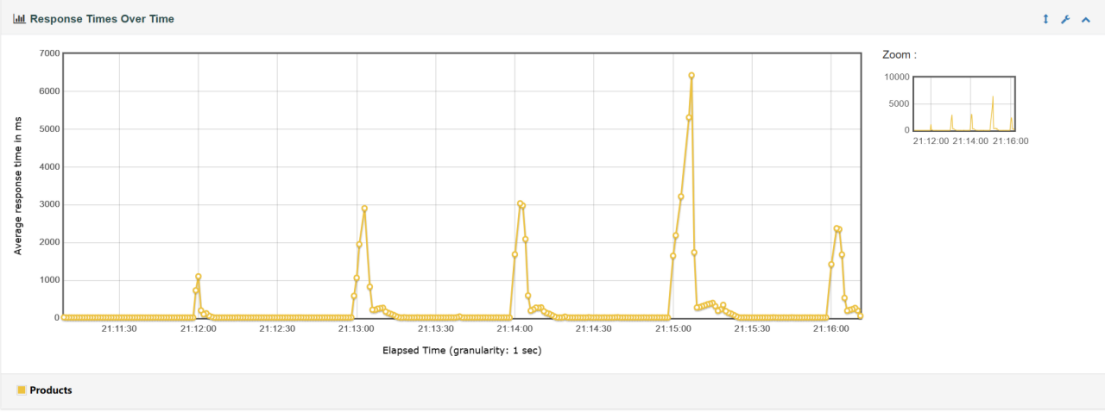 Response Times Over Time
Zoom :
7000
6000
5000
4000
3000
2000
1000
0
Average response time in ms
21:11:30 21:12:00 21:12:30 21:13:00 21:13:30 21:14:00 21:14:30 21:15:00 21:15:30 21:16:00
Elapsed Time (granularity: 1 sec)
10000
5000
0
21:12:00 21:14:00 21:16:00
Products